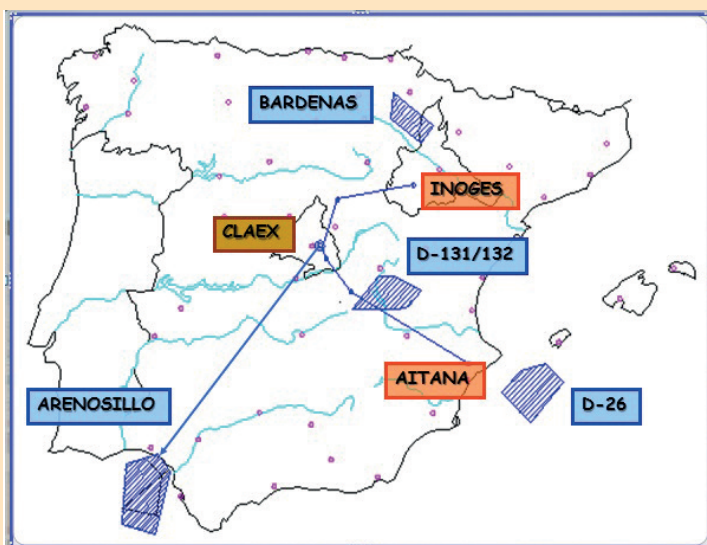 BARDENAS
INOGES
CLAEX
D-131/132
AITANA
ARENOSILLO
D-26